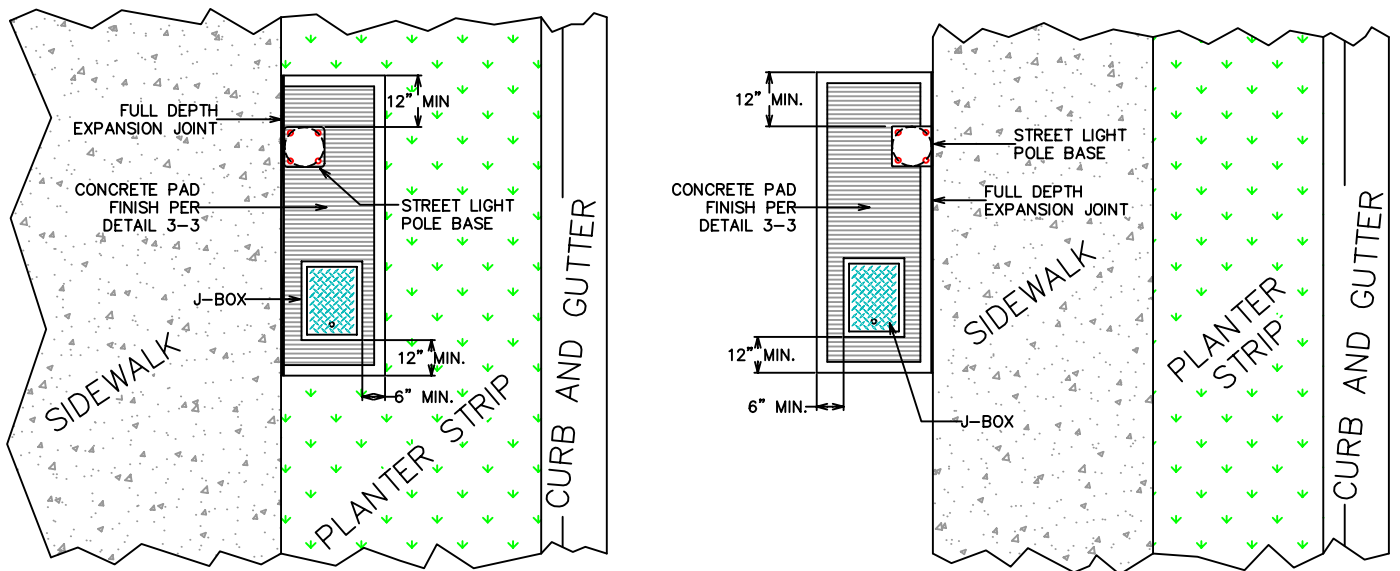 12” MIN
FULL DEPTH
EXPANSION JOINT
CONCRETE PAD
FINISH PER
DETAIL 3-3
STREET LIGHT
POLE BASE
J-BOX
12” MIN.
6” MIN.
SIDEWALK
PLANTER STRIP
CURB AND GUTTER
12” MIN.
STREET LIGHT
POLE BASE
CONCRETE PAD
FINISH PER
DETAIL 3-3
FULL DEPTH
EXPANSION JOINT
12” MIN.
6” MIN.
J-BOX
SIDEWALK
PLANTER
STRIP
CURB AND GUTTER